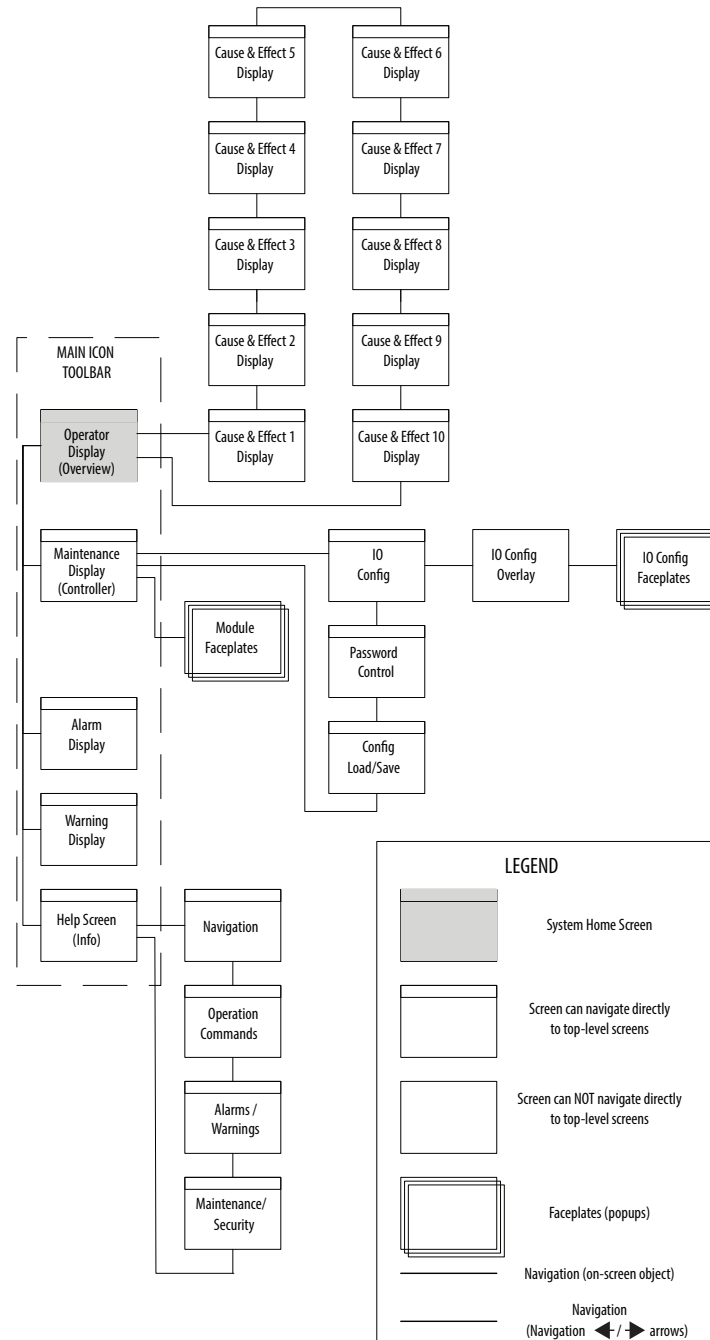 Cause & Effect 5
Display
Cause & Effect 6
Display
Cause & Effect 4
Display
Cause & Effect 7
Display
Cause & Effect 3
Display
Cause & Effect 8
Display
Cause & Effect 2
Display
Cause & Effect 9
Display
MAIN ICON
TOOLBAR
Operator
Display
(Overview)
Cause & Effect 1
Display
Cause & Effect 10
Display
Maintenance
Display
(Controller)
IO
Config
IO Config
Overlay
IO Config
Faceplates
Module
Faceplates
Password
Control
Alarm
Display
Config
Load/Save
Warning
Display
Help Screen
(Info)
Navigation
Operation
Commands
Alarms /
Warnings
Maintenance/
Security
LEGEND
System Home Screen
Screen can navigate directly
to top-level screens
Screen can NOT navigate directly
to top-level screens
Faceplates (popups)
Navigation (on-screen object)
Navigation
(Navigation ◀ / ▶ arrows)